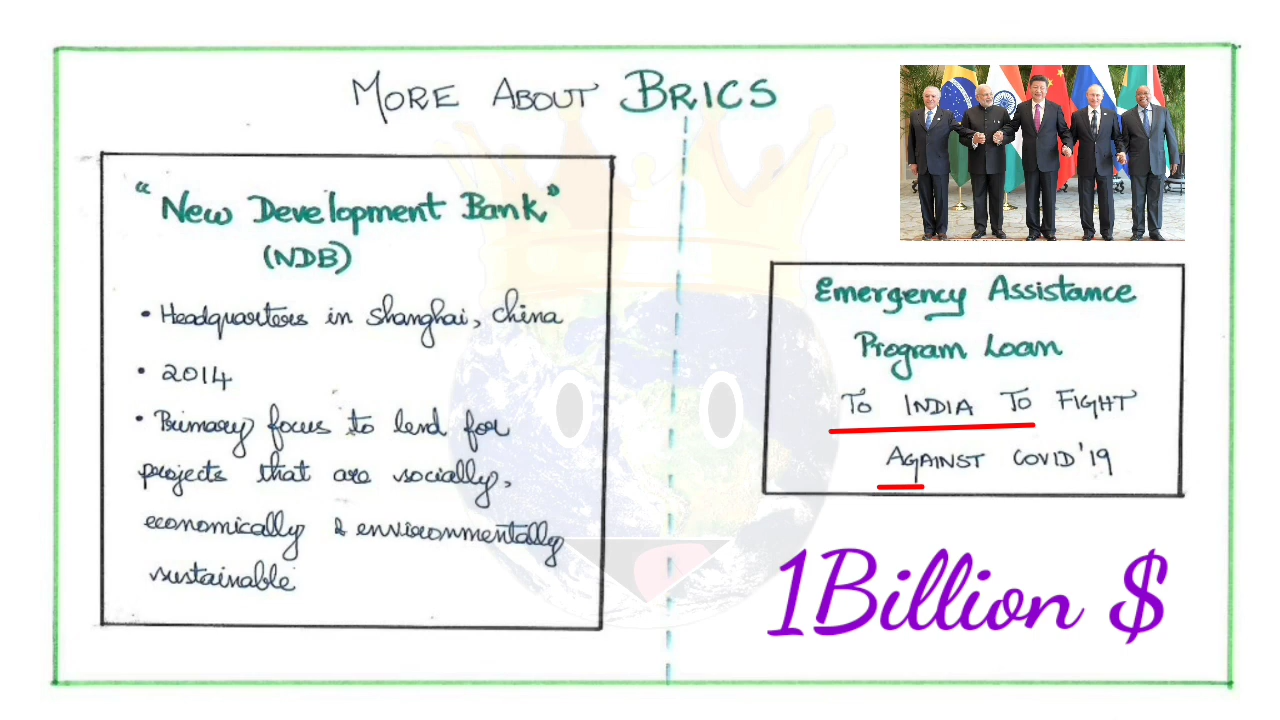 MORE ABOUT BRICS
"New Development Bank"
(NDB)
• Headquarters in Shanghai, China
• 2014
• Primary focus to lend for
projects that are socially,
economically & environmentally
sustainable
Emergency Assistance
Program Loan
To INDIA To FIGHT
AGAINST COVID'19
1Billion $